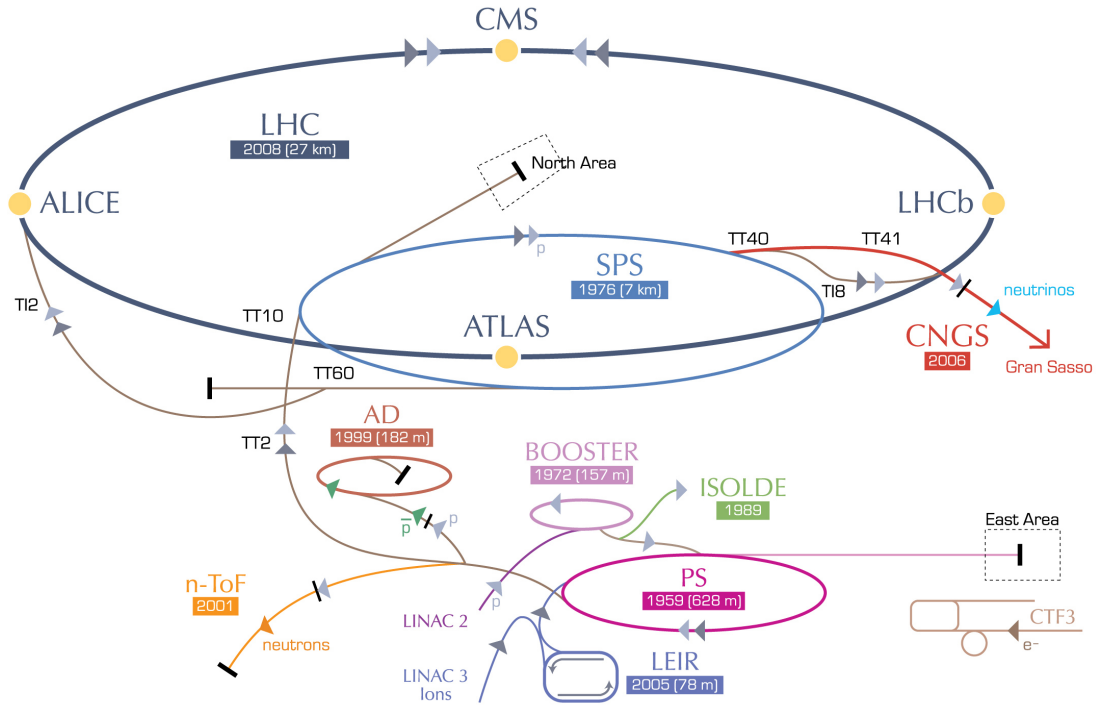 CMS
LHC
2008 (27 km)
North Area
ALICE
LHCb
TT40
TT41
SPS
1976 (7 km)
p
TI8
neutrinos
TI2
TT10
ATLAS
CNGS
2006
Gran Sasso
TT60
AD
1999 (182 m)
TT2
BOOSTER
1972 (157 m)
ISOLDE
1989
p̅
p
East Area
n-ToF
2001
PS
1959 (628 m)
p
LINAC 2
CTF3
e-
neutrons
LEIR
2005 (78 m)
LINAC 3
Ions